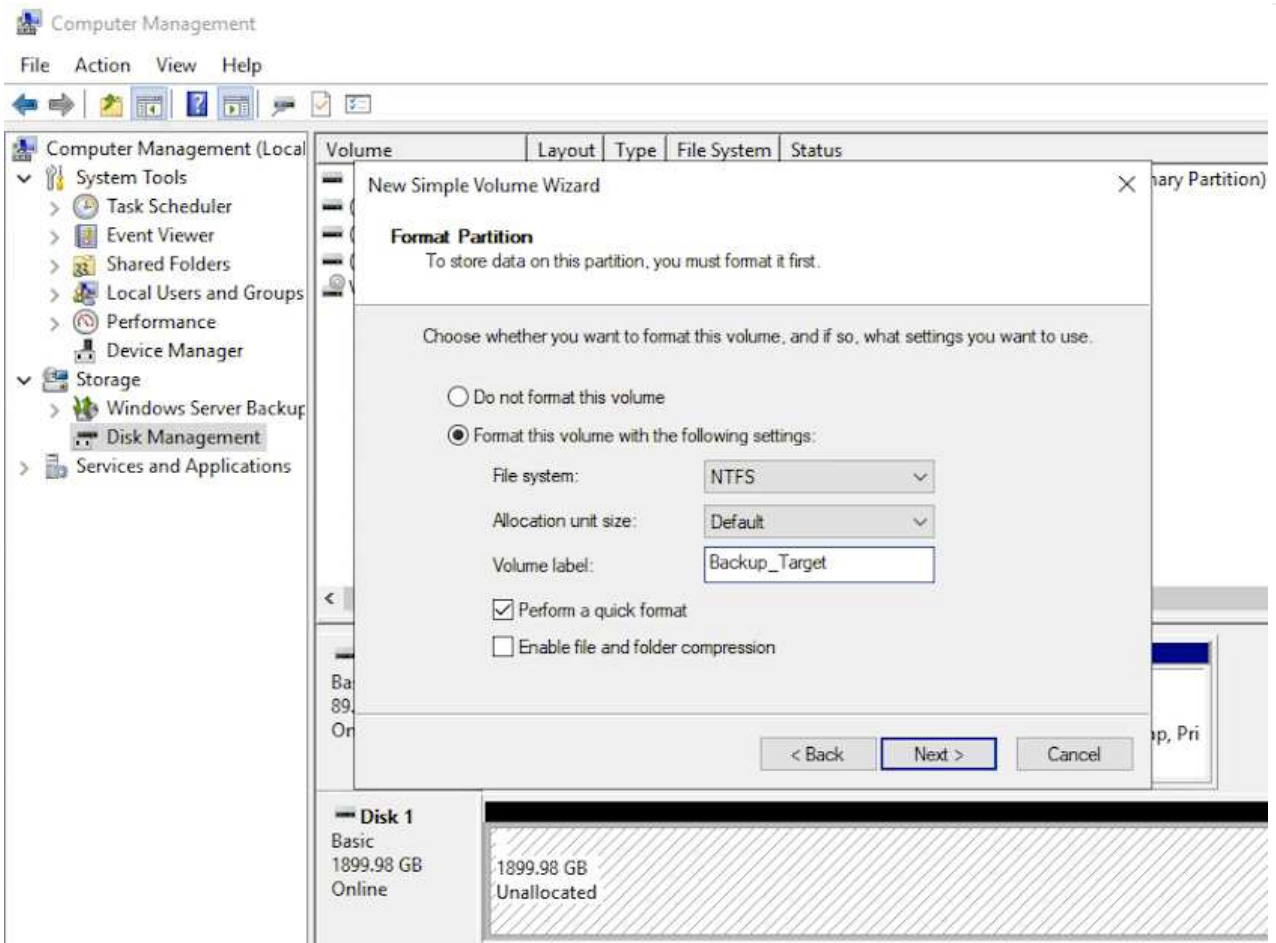 Computer Management
File Action View Help
Computer Management (Local
System Tools
Task Scheduler
Event Viewer
Shared Folders
Local Users and Groups
Performance
Device Manager
Storage
Windows Server Backup
Disk Management
Services and Applications
Volume Layout Type File System Status
New Simple Volume Wizard
Format Partition
To store data on this partition, you must format it first.
Choose whether you want to format this volume, and if so, what settings you want to use.
Do not format this volume
Format this volume with the following settings:
File system: NTFS
Allocation unit size: Default
Volume label: Backup_Target
Perform a quick format
Enable file and folder compression
< Back Next > Cancel
Partition)
Ba
89.
On
Pri
Disk 1
Basic
1899.98 GB
Online
1899.98 GB
Unallocated